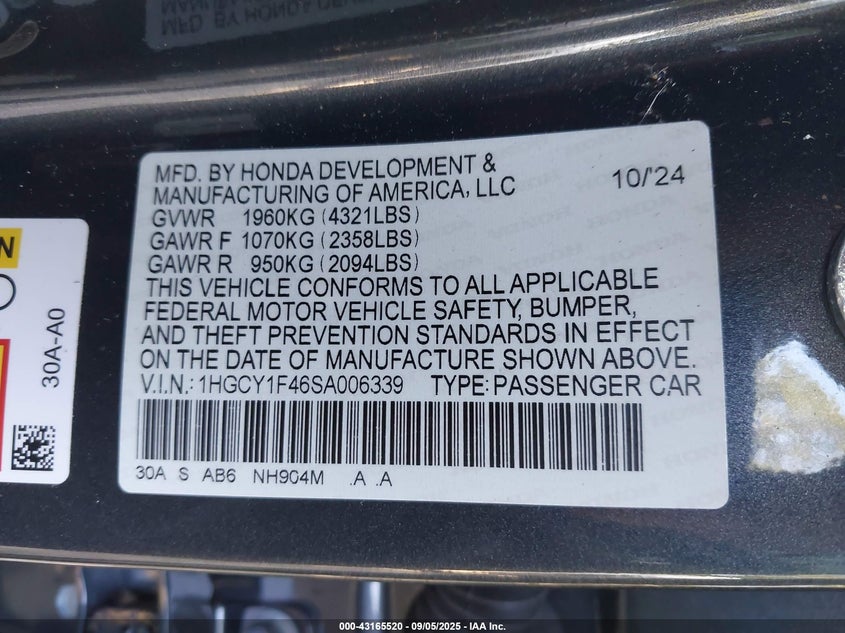 MFD. BY HONDA DEVELOPMENT &
MANUFACTURING OF AMERICA, LLC 10/'24
GVWR 1960KG (4321LBS)
GAWR F 1070KG (2358LBS)
GAWR R 950KG (2094LBS)
THIS VEHICLE CONFORMS TO ALL APPLICABLE
FEDERAL MOTOR VEHICLE SAFETY, BUMPER,
AND THEFT PREVENTION STANDARDS IN EFFECT
ON THE DATE OF MANUFACTURE SHOWN ABOVE.
V.I.N.: 1HGCY1F46SA006339 TYPE: PASSENGER CAR
30A S AB6 NH904M .A .A
30A-A0
000-43165520 - 09/05/2025 - IAA Inc.